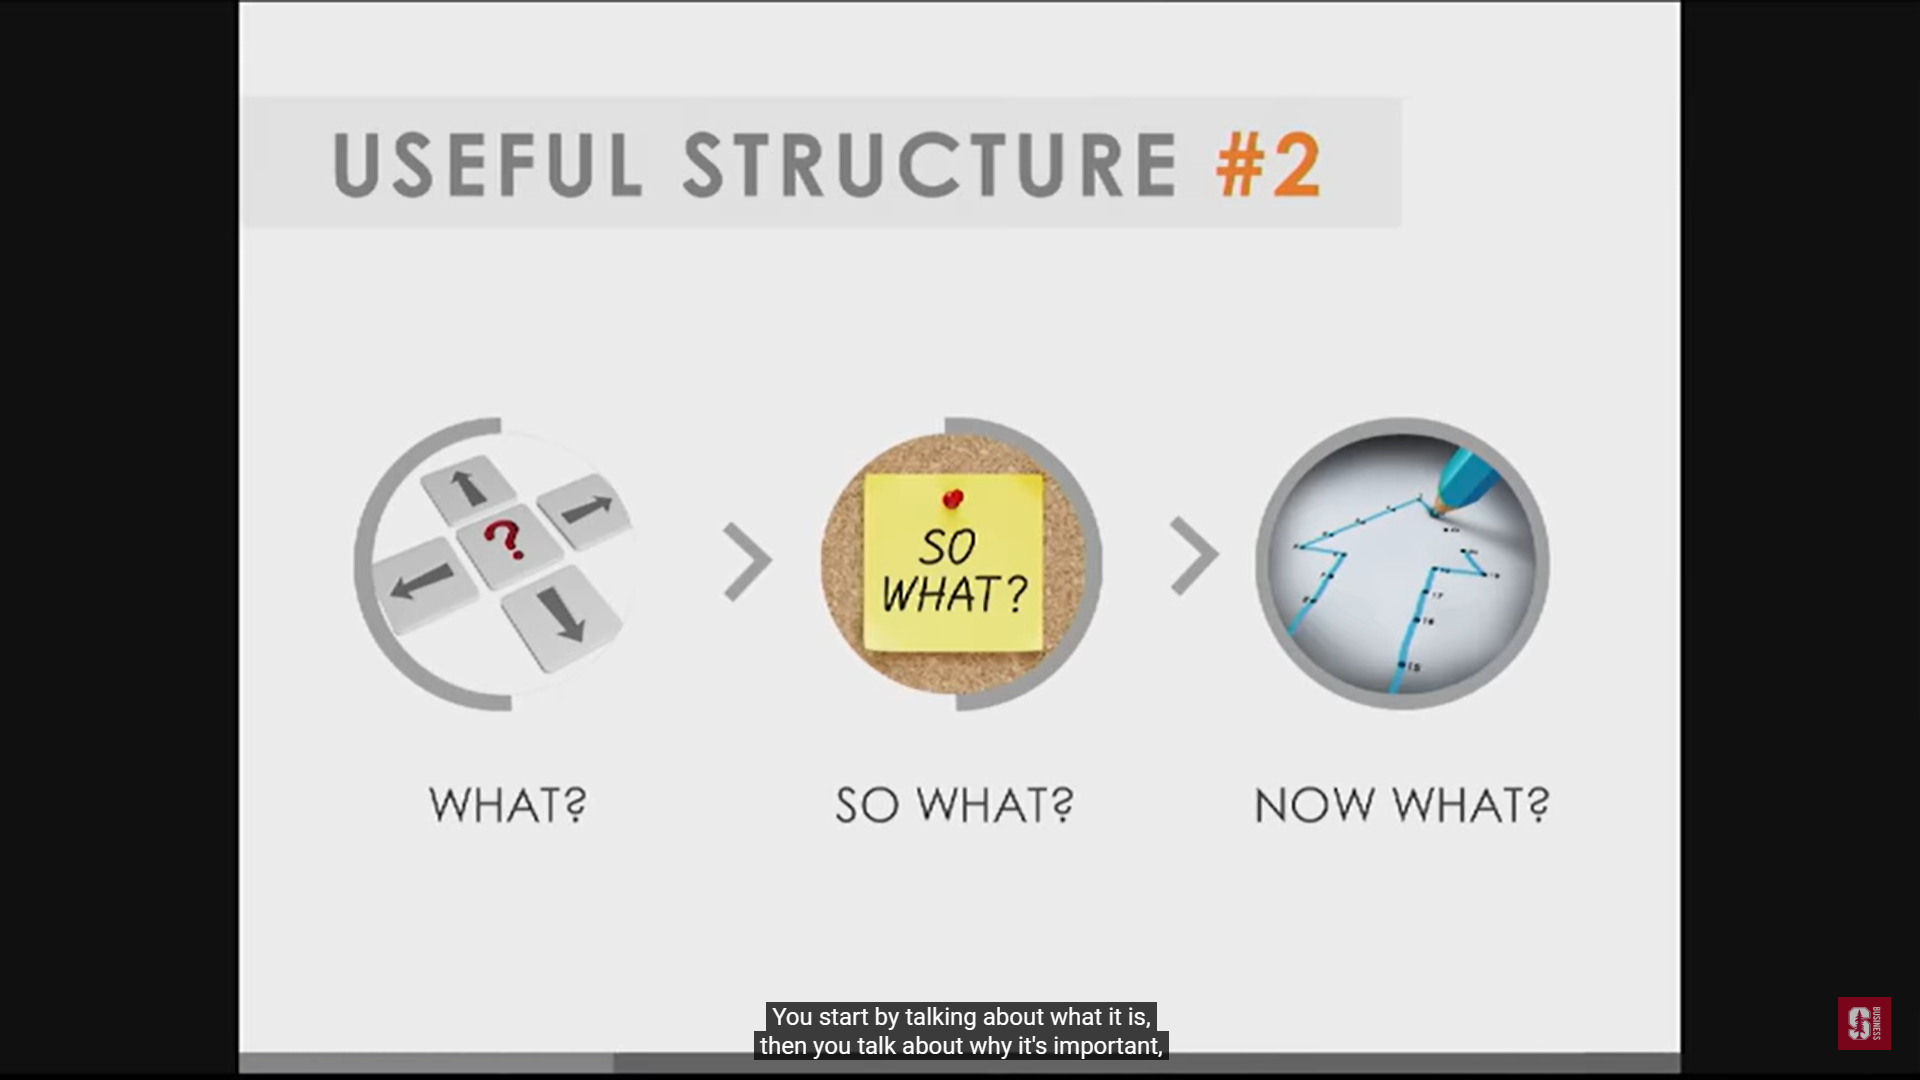 USEFUL STRUCTURE #2
SO
WHAT?
WHAT?
SO WHAT?
NOW WHAT?
You start by talking about what it is,
then you talk about why it's important,
S
BUSINESS